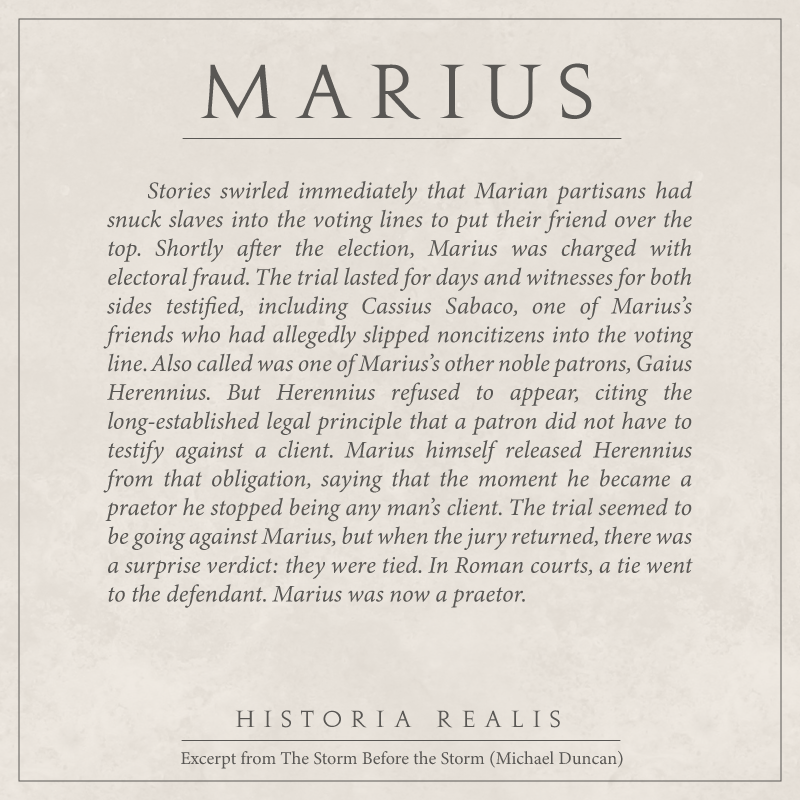 MARIUS
Stories swirled immediately that Marian partisans had
snuck slaves into the voting lines to put their friend over the
top. Shortly after the election, Marius was charged with
electoral fraud. The trial lasted for days and witnesses for both
sides testified, including Cassius Sabaco, one of Marius’s
friends who had allegedly slipped noncitizens into the voting
line. Also called was one of Marius’s other noble patrons, Gaius
Herennius. But Herennius refused to appear, citing the
long-established legal principle that a patron did not have to
testify against a client. Marius himself released Herennius
from that obligation, saying that the moment he became a
praetor he stopped being any man’s client. The trial seemed to
be going against Marius, but when the jury returned, there was
a surprise verdict: they were tied. In Roman courts, a tie went
to the defendant. Marius was now a praetor.
HISTORIA REALIS
Excerpt from The Storm Before the Storm (Michael Duncan)